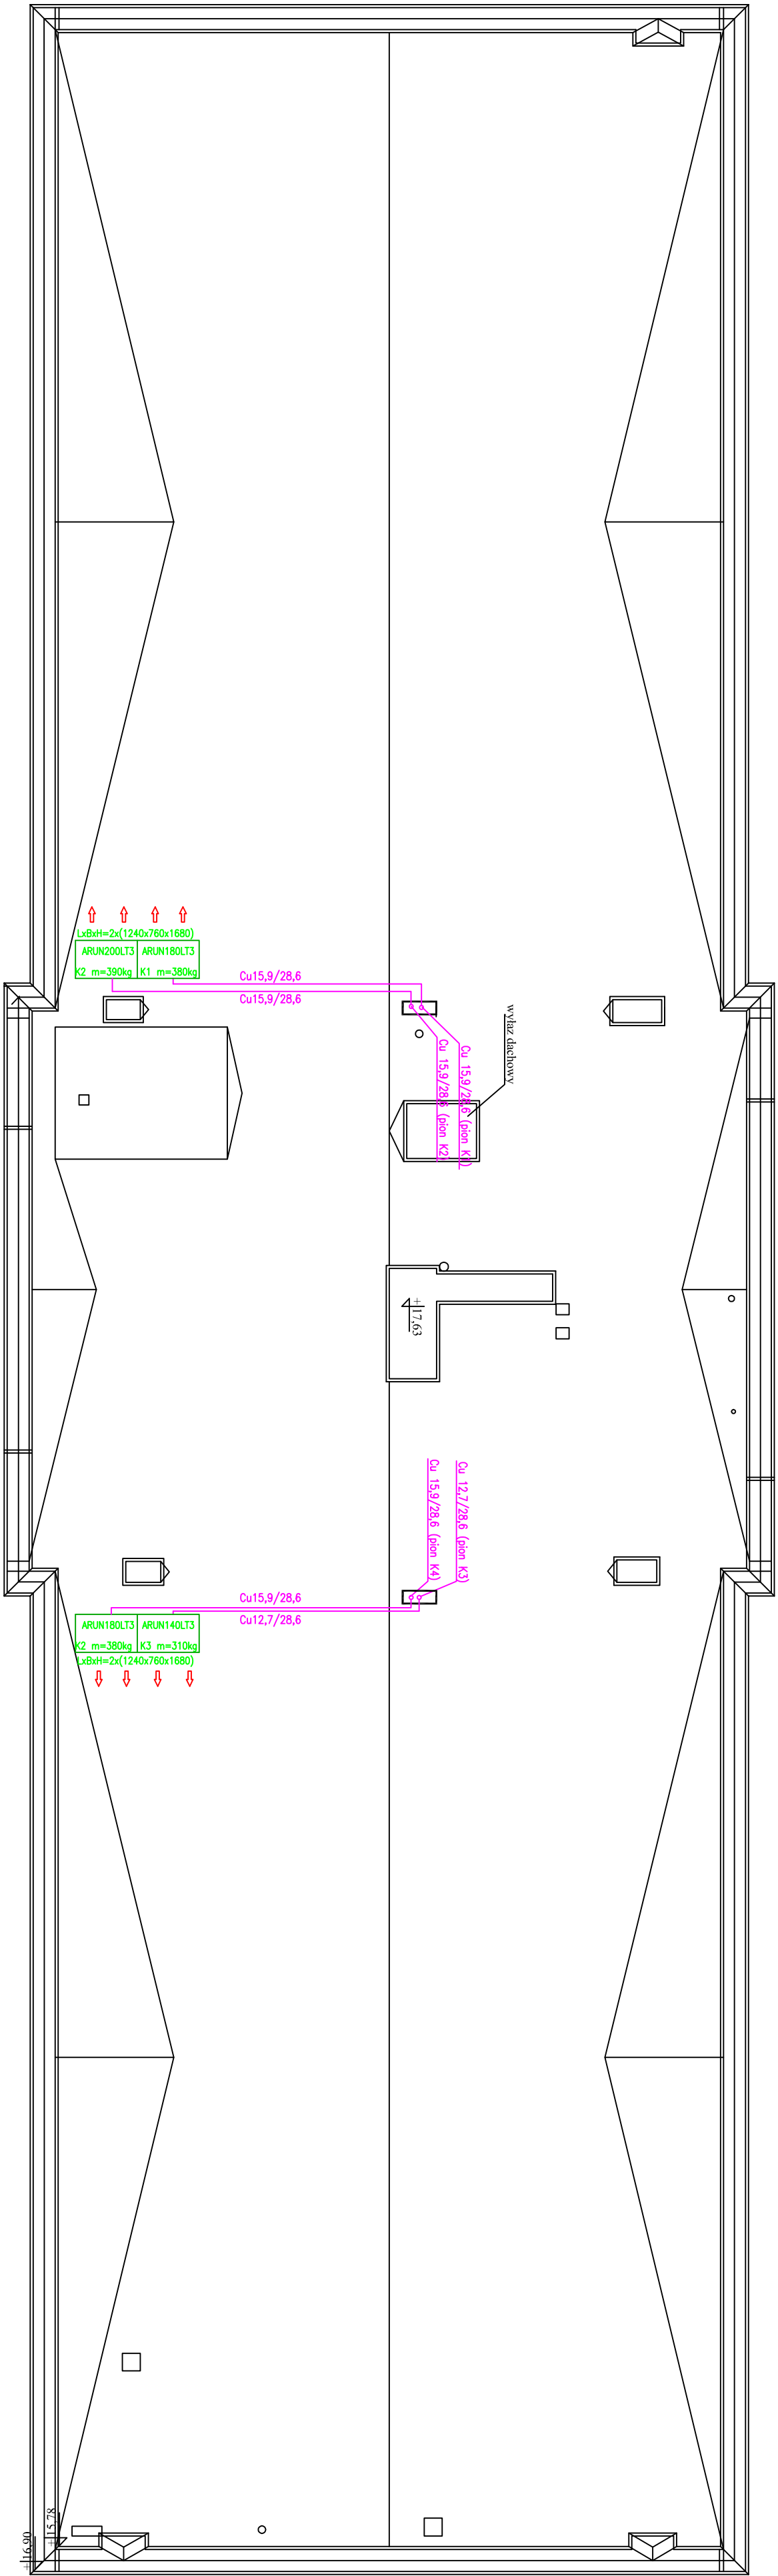 LxBxH=2x(1240x760x1680)
ARUN200LT3 ARUN180LT3
K2 m=390kg K1 m=380kg
Cu15,9/28,6
Cu15,9/28,6
wyłaz dachowy
Cu 15,9/28,6 (pion K1)
Cu 15,9/28,6 (pion K2)
+17,63
Cu 12,7/28,6 (pion K3)
Cu 15,9/28,6 (pion K4)
Cu15,9/28,6
Cu12,7/28,6
ARUN180LT3 ARUN140LT3
K2 m=380kg K3 m=310kg
LxBxH=2x(1240x760x1680)
+15,78
+16,90